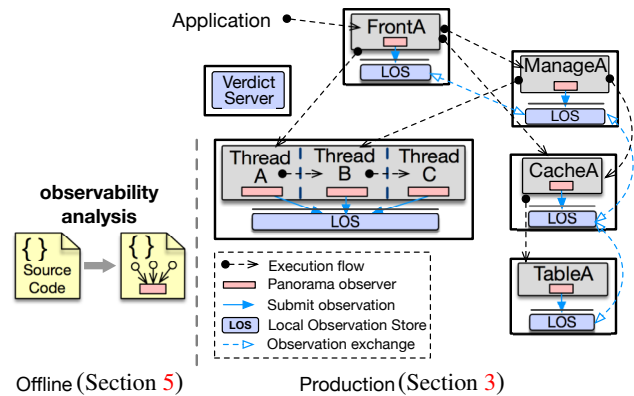 Application
FrontA
LOS
ManageA
LOS
Verdict
Server
Thread
A
Thread
B
Thread
C
LOS
CacheA
LOS
TableA
LOS
observability
analysis
{ }
Source
Code
{ }
Execution flow
Panorama observer
Submit observation
LOS Local Observation Store
Observation exchange
Offline (Section 5)
Production (Section 3)